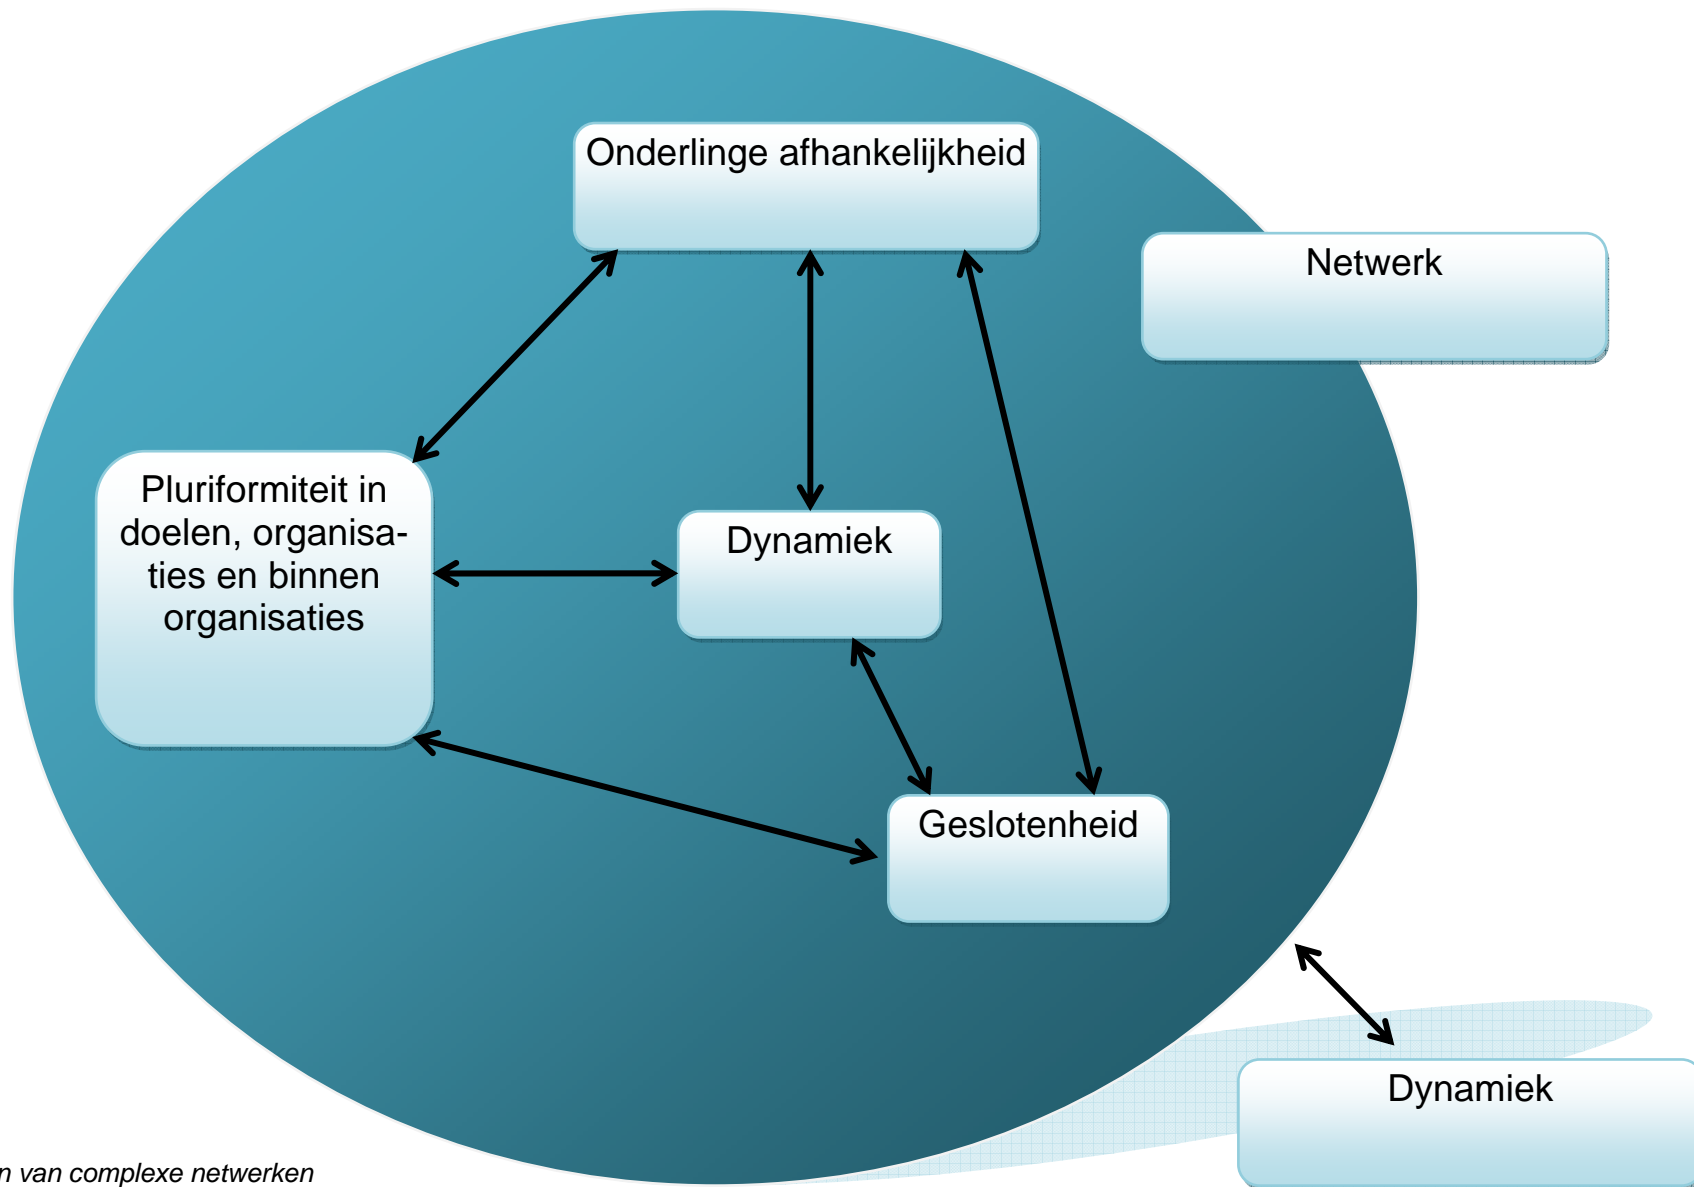 Onderlinge afhankelijkheid
Netwerk
Pluriformiteit in
doelen, organisa-
ties en binnen
organisaties
Dynamiek
Geslotenheid
Dynamiek
n van complexe netwerken